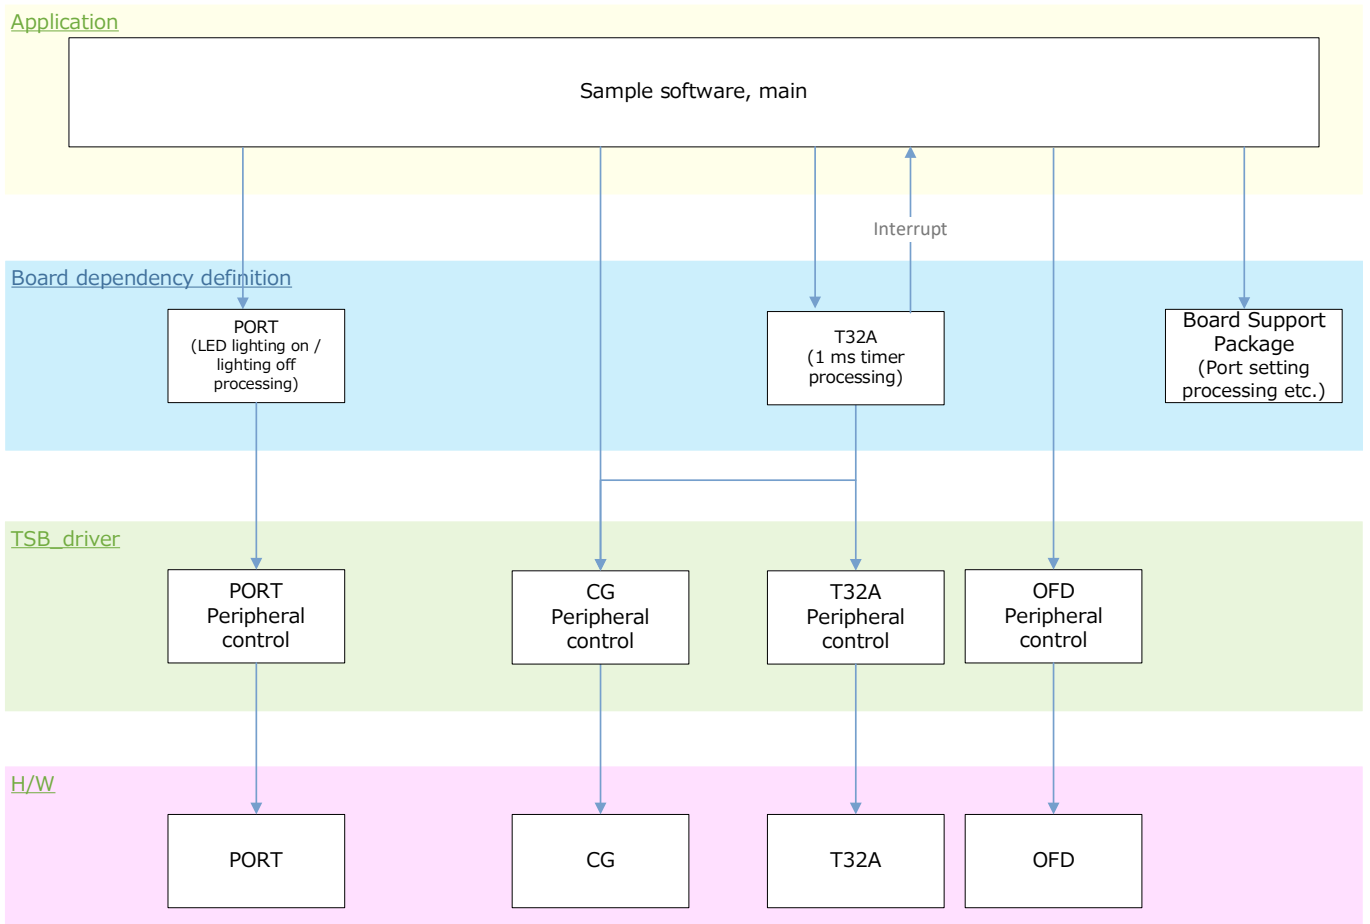 Application
Sample software, main
Interrupt
Board dependency definition
PORT
(LED lighting on /
lighting off
processing)
T32A
(1 ms timer
processing)
Board Support
Package
(Port setting
processing etc.)
TSB_driver
PORT
Peripheral
control
CG
Peripheral
control
T32A
Peripheral
control
OFD
Peripheral
control
H/W
PORT
CG
T32A
OFD